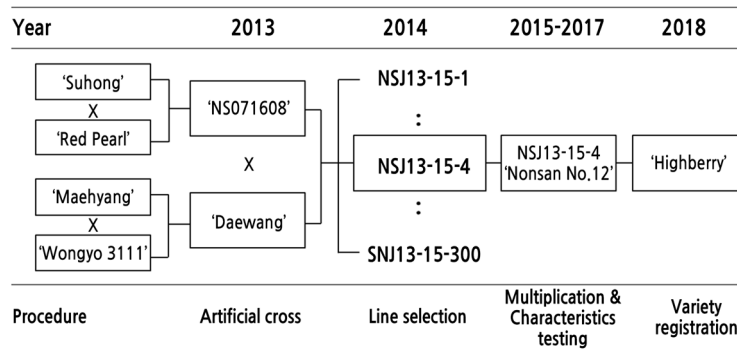 Year 2013 2014 2015-2017 2018
‘Suhong’
X
‘Red Pearl’
‘NS071608’
X
‘Maehyang’
X
‘Wongyo 3111’
‘Daewang’
NSJ13-15-1
:
NSJ13-15-4
:
SNJ13-15-300
NSJ13-15-4
‘Nonsan No.12’
‘Highberry’
Procedure
Artificial cross
Line selection
Multiplication &
Characteristics
testing
Variety
registration